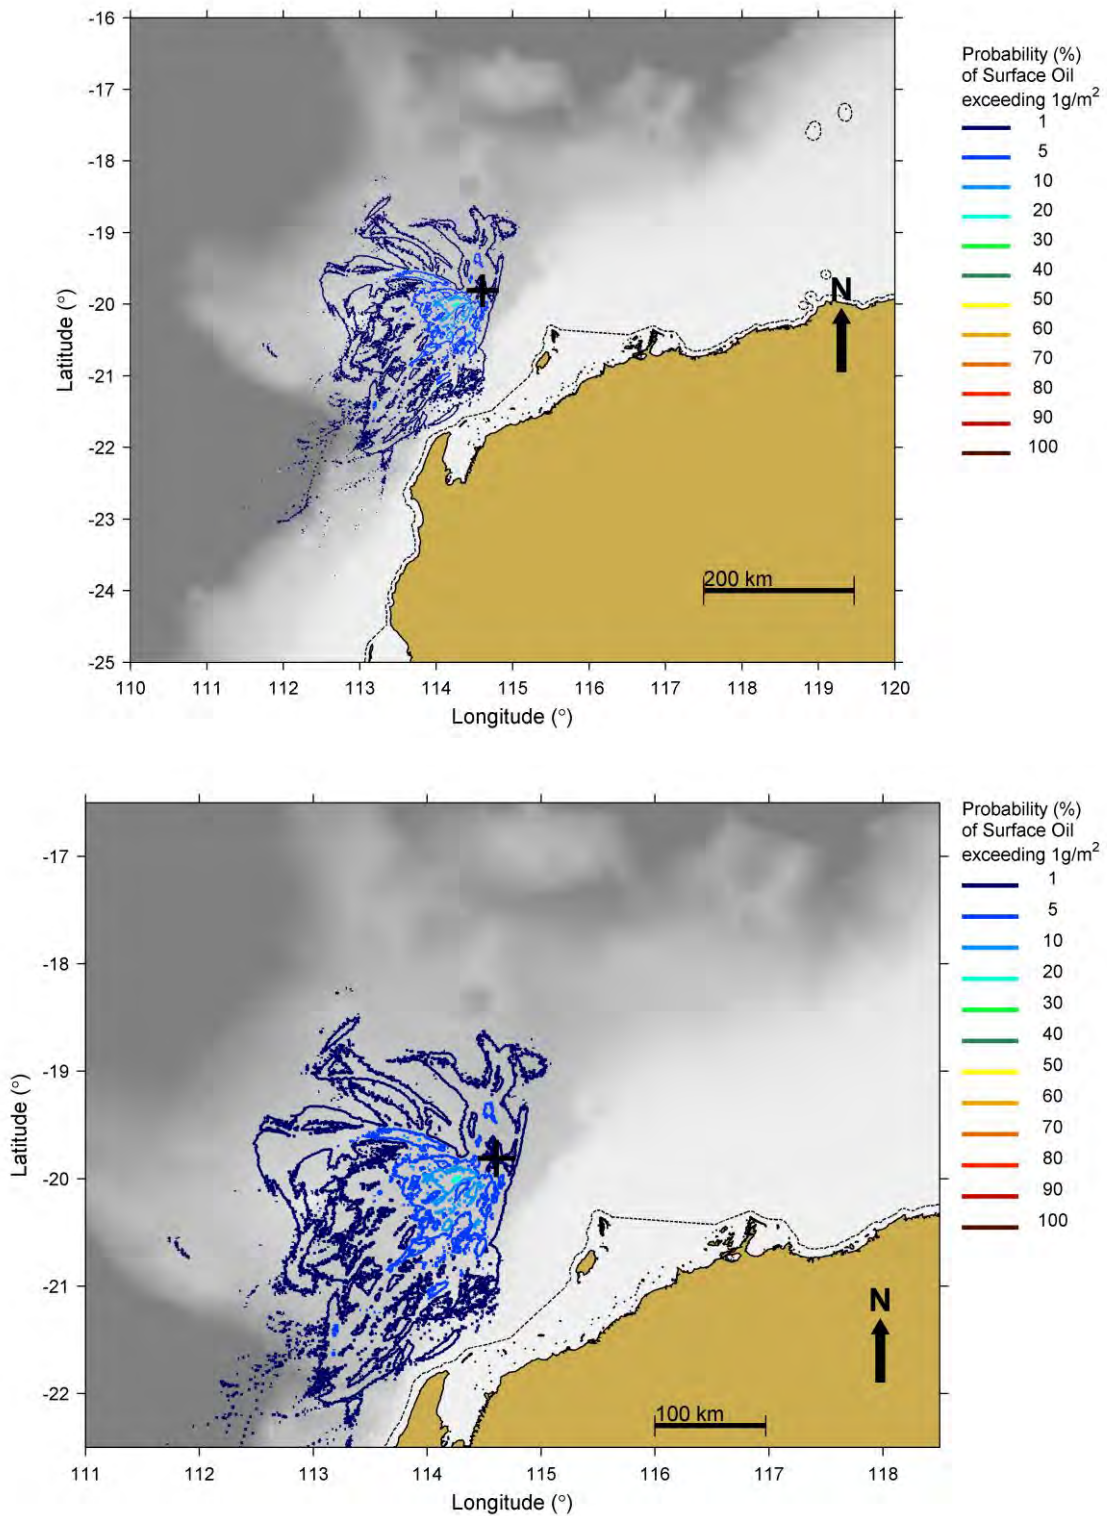 -16
-17
-18
-19
-20
-21
-22
-23
-24
-25
Latitude (°)
110 111 112 113 114 115 116 117 118 119 120
Longitude (°)
N
200 km
Probability (%)
of Surface Oil
exceeding 1g/m²
1
5
10
20
30
40
50
60
70
80
90
100
-17
-18
-19
-20
-21
-22
Latitude (°)
111 112 113 114 115 116 117 118
Longitude (°)
N
100 km
Probability (%)
of Surface Oil
exceeding 1g/m²
1
5
10
20
30
40
50
60
70
80
90
100